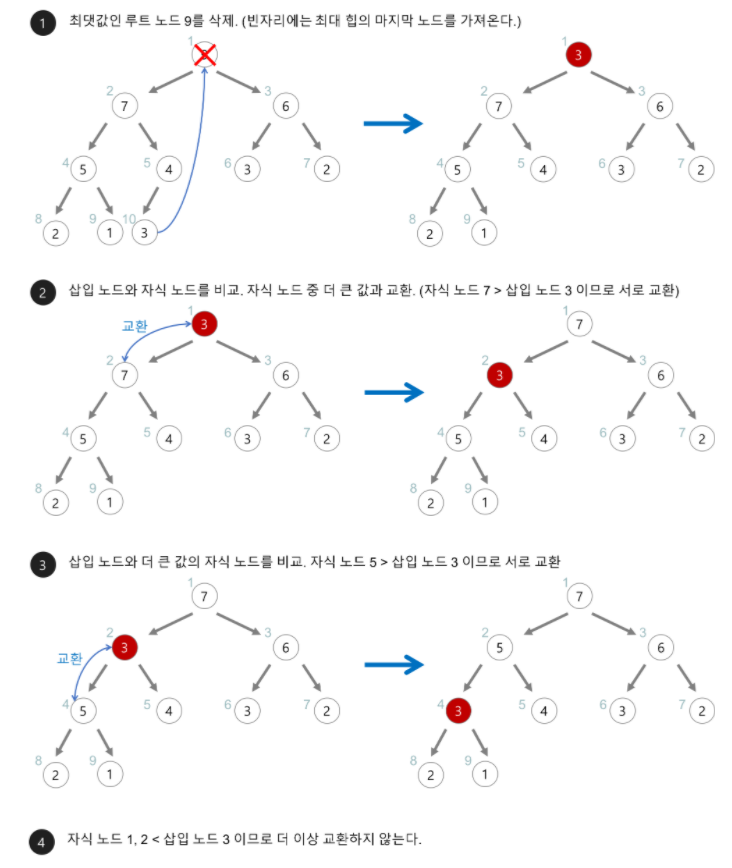 1 최댓값인 루트 노드 9를 삭제. (빈자리에는 최대 힙의 마지막 노드를 가져온다.)
1 1
3
2 3 2 3
7 6 7 6
4 5 6 7 4 5 6 7
5 4 3 2 5 4 3 2
8 9 10 8 9
2 1 3 2 1
2 삽입 노드와 자식 노드를 비교. 자식 노드 중 더 큰 값과 교환. (자식 노드 7 > 삽입 노드 3 이므로 서로 교환)
1 1
교환 3 7
2 3 2 3
7 6 3 6
4 5 6 7 4 5 6 7
5 4 3 2 5 4 3 2
8 9 8 9
2 1 2 1
3 삽입 노드와 더 큰 값의 자식 노드를 비교. 자식 노드 5 > 삽입 노드 3 이므로 서로 교환
1 1
7 7
2 3 2 3
교환 3 6 5 6
4 5 6 7 4 5 6 7
5 4 3 2 3 4 3 2
8 9 8 9
2 1 2 1
4 자식 노드 1, 2 < 삽입 노드 3 이므로 더 이상 교환하지 않는다.